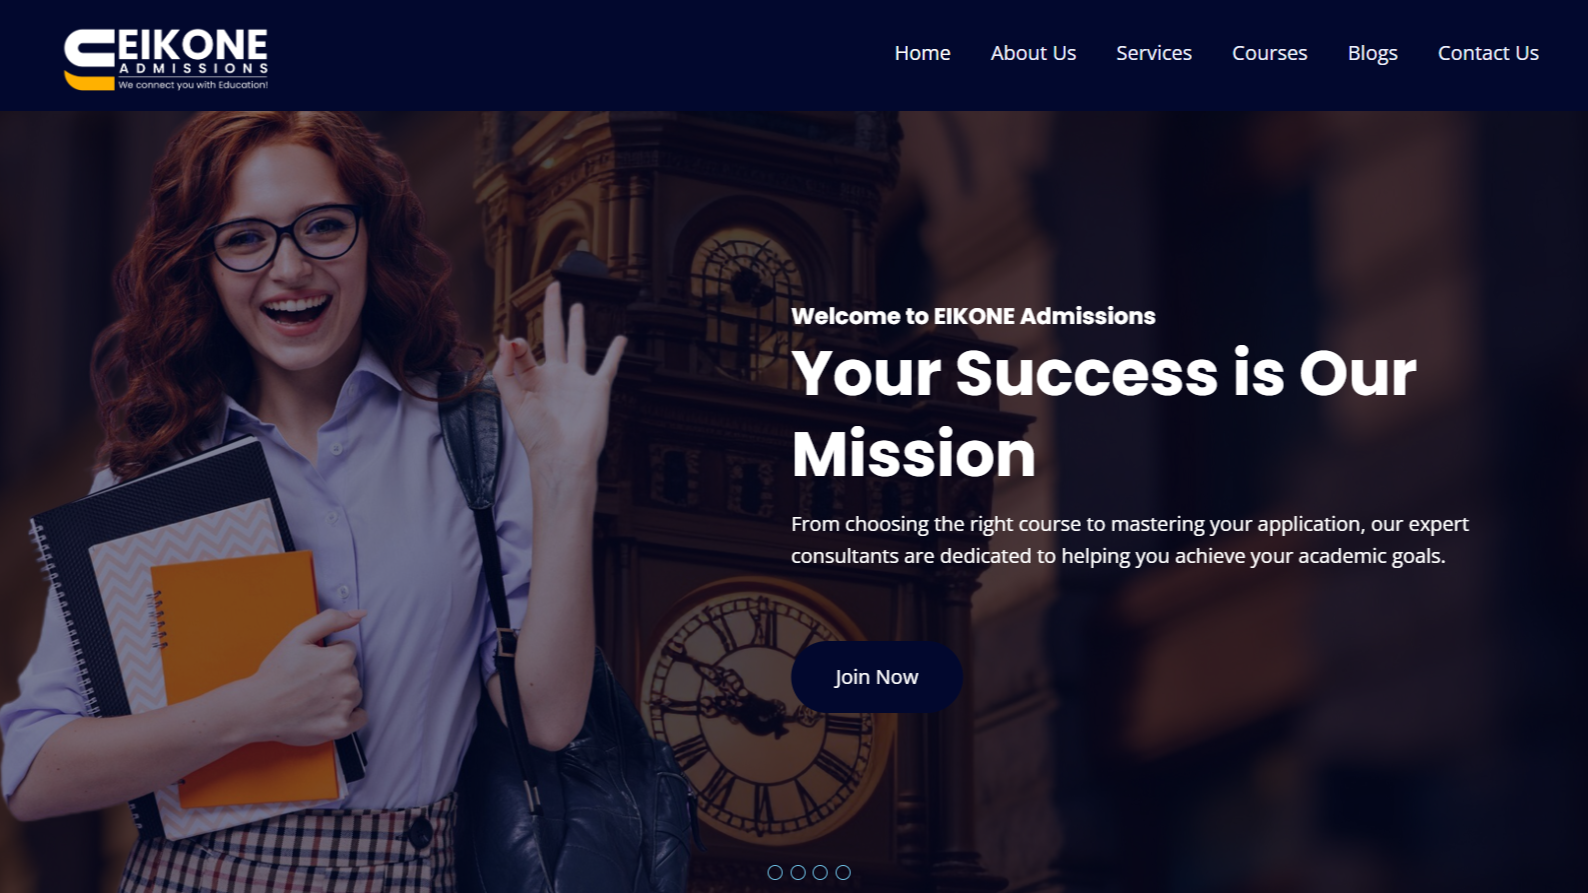 EIKONE
ADMISSIONS
We connect you with Education!
Home About Us Services Courses Blogs Contact Us
Welcome to EIKONE Admissions
Your Success is Our
Mission
From choosing the right course to mastering your application, our expert
consultants are dedicated to helping you achieve your academic goals.
Join Now